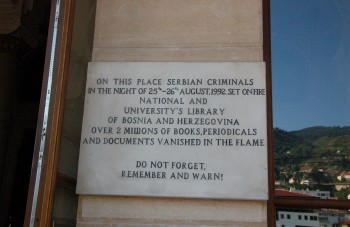 ON THIS PLACE SERBIAN CRIMINALS
IN THE NIGHT OF 25TH-26TH AUGUST,1992. SET ON FIRE
NATIONAL AND
UNIVERSITY'S LIBRARY
OF BOSNIA AND HERZEGOVINA
OVER 2 MILLIONS OF BOOKS,PERIODICALS
AND DOCUMENTS VANISHED IN THE FLAME
DO NOT FORGET,
REMEMBER AND WARN!